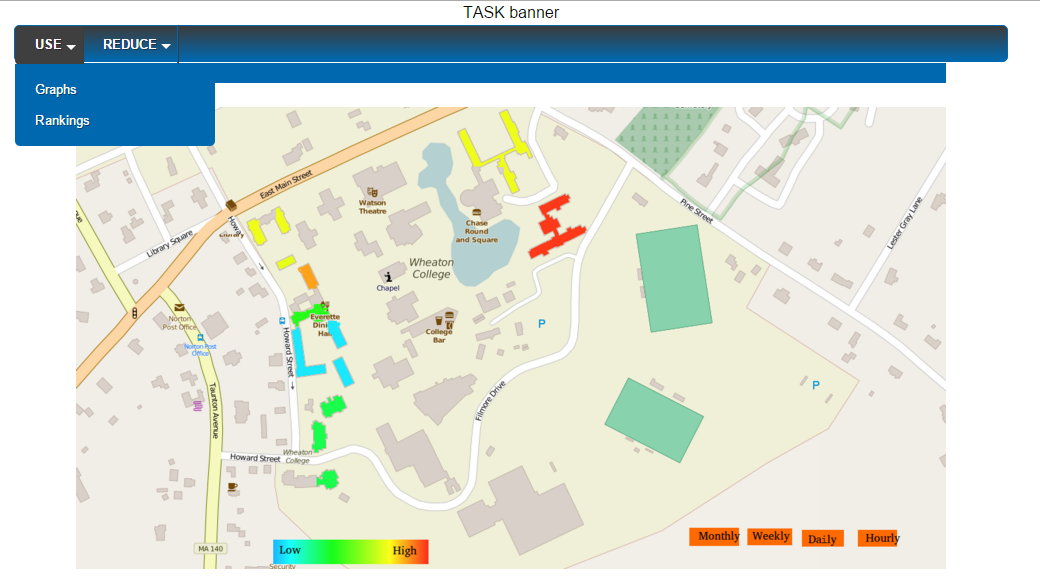 TASK banner
USE
REDUCE
Graphs
Rankings
East Main Street
Watson
Theatre
Pine Street
Chase
Round
and Square
Lester Gray Lane
Library Square
Wheaton
College
Chapel
Norton
Post Office
Everette
P
College
Bar
Norton Post
Office
Howard Street
Filmore Drive
P
Taunton Avenue
Howard Street
Wheaton
College
MA 140
Low
High
Monthly
Weekly
Daily
Hourly
Security